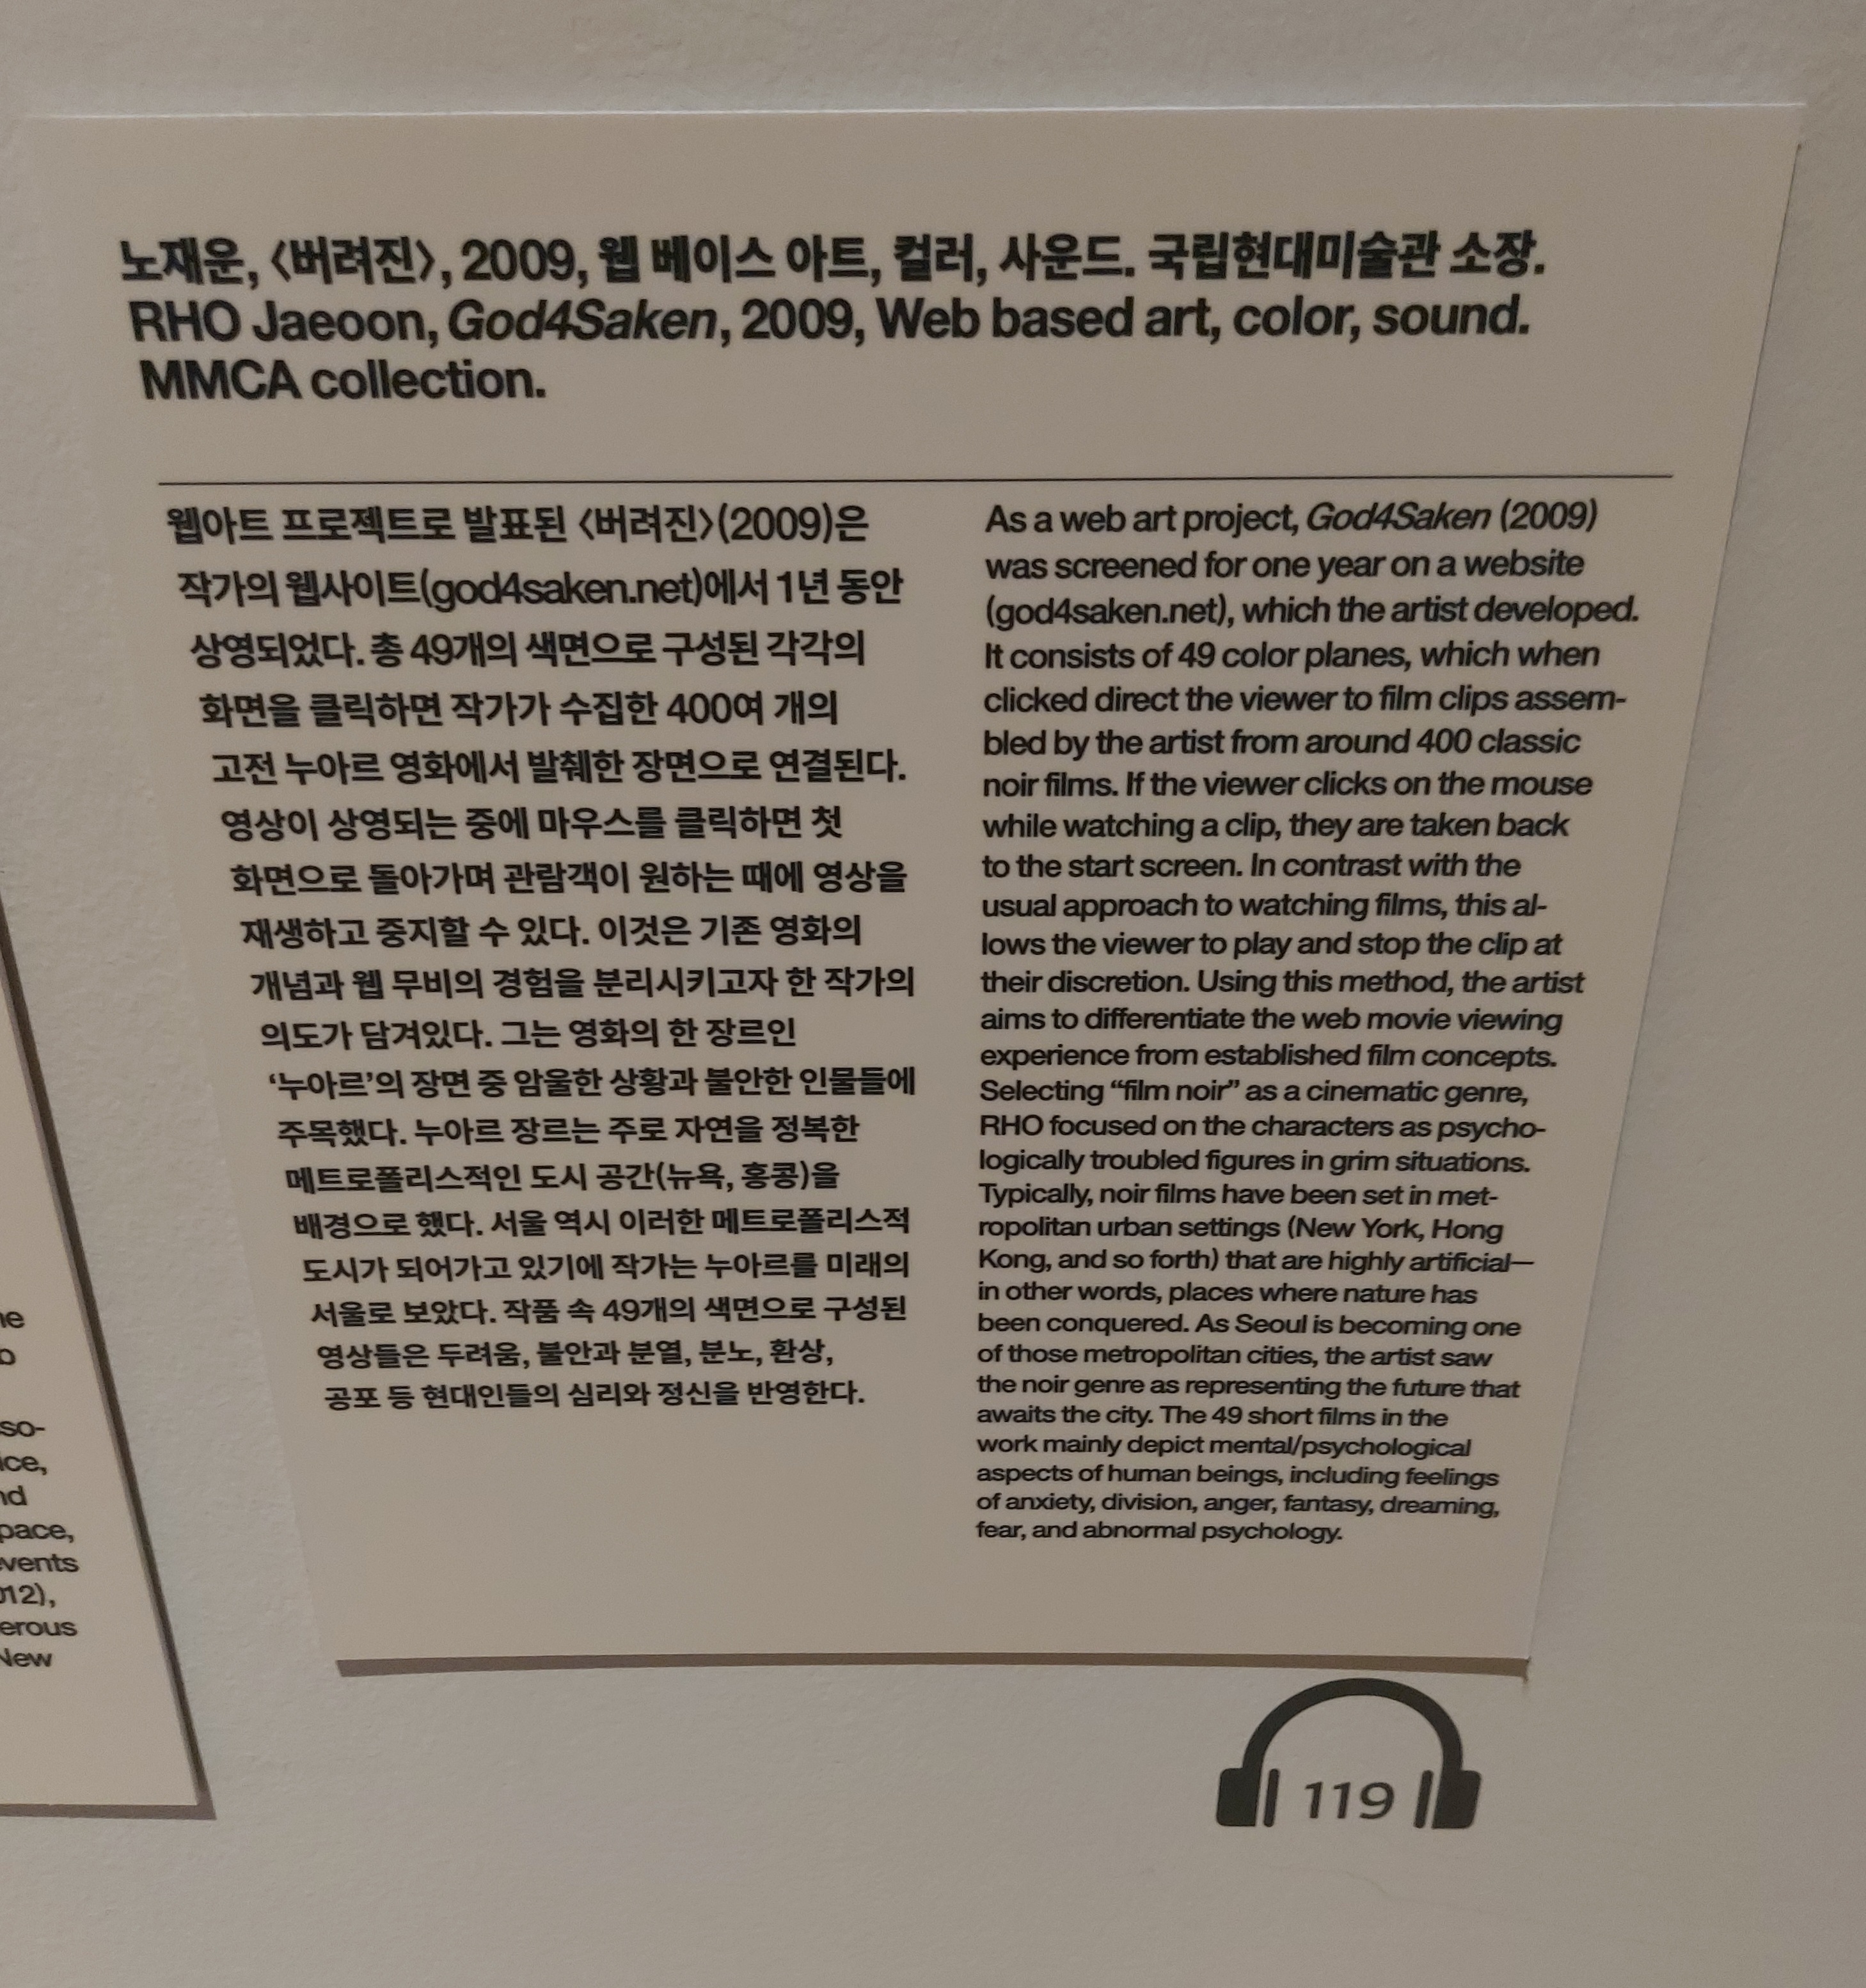 노재운, 〈버려진〉, 2009, 웹 베이스 아트, 컬러, 사운드. 국립현대미술관 소장.
RHO Jaeoon, God4Saken, 2009, Web based art, color, sound.
MMCA collection.
웹아트 프로젝트로 발표된 〈버려진〉(2009)은
작가의 웹사이트(god4saken.net)에서 1년 동안
상영되었다. 총 49개의 색면으로 구성된 각각의
화면을 클릭하면 작가가 수집한 400여 개의
고전 누아르 영화에서 발췌한 장면으로 연결된다.
영상이 상영되는 중에 마우스를 클릭하면 첫
화면으로 돌아가며 관람객이 원하는 때에 영상을
재생하고 중지할 수 있다. 이것은 기존 영화의
개념과 웹 무비의 경험을 분리시키고자 한 작가의
의도가 담겨있다. 그는 영화의 한 장르인
‘누아르’의 장면 중 암울한 상황과 불안한 인물들에
주목했다. 누아르 장르는 주로 자연을 정복한
메트로폴리스적인 도시 공간(뉴욕, 홍콩)을
배경으로 했다. 서울 역시 이러한 메트로폴리스적
도시가 되어가고 있기에 작가는 누아르를 미래의
서울로 보았다. 작품 속 49개의 색면으로 구성된
영상들은 두려움, 불안과 분열, 분노, 환상,
공포 등 현대인들의 심리와 정신을 반영한다.
As a web art project, God4Saken (2009)
was screened for one year on a website
(god4saken.net), which the artist developed.
It consists of 49 color planes, which when
clicked direct the viewer to film clips assem-
bled by the artist from around 400 classic
noir films. If the viewer clicks on the mouse
while watching a clip, they are taken back
to the start screen. In contrast with the
usual approach to watching films, this al-
lows the viewer to play and stop the clip at
their discretion. Using this method, the artist
aims to differentiate the web movie viewing
experience from established film concepts.
Selecting “film noir” as a cinematic genre,
RHO focused on the characters as psycho-
logically troubled figures in grim situations.
Typically, noir films have been set in met-
ropolitan urban settings (New York, Hong
Kong, and so forth) that are highly artificial—
in other words, places where nature has
been conquered. As Seoul is becoming one
of those metropolitan cities, the artist saw
the noir genre as representing the future that
awaits the city. The 49 short films in the
work mainly depict mental/psychological
aspects of human beings, including feelings
of anxiety, division, anger, fantasy, dreaming,
fear, and abnormal psychology.
119